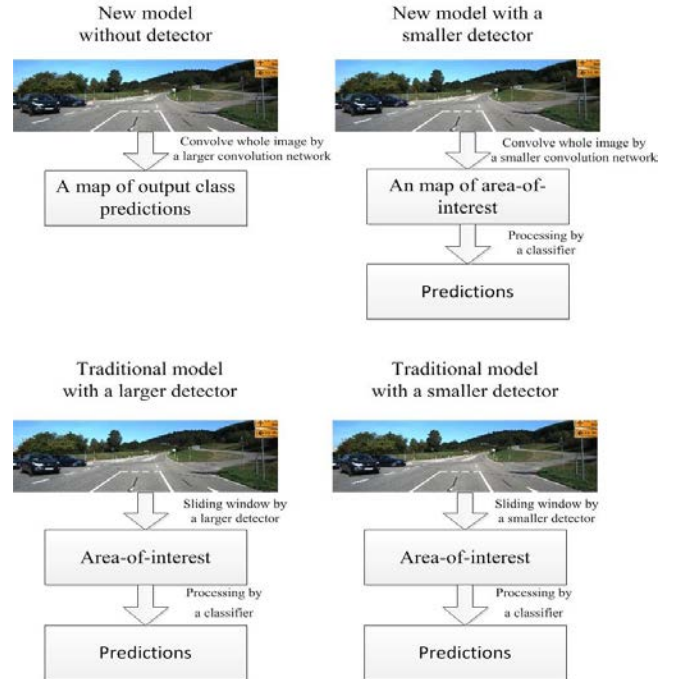 New model
without detector
Convolve whole image by
a larger convolution network
A map of output class
predictions
New model with a
smaller detector
Convolve whole image by
a smaller convolution network
An map of area-of-
interest
Processing by
a classifier
Predictions
Traditional model
with a larger detector
Sliding window by
a larger detector
Area-of-interest
Processing by
a classifier
Predictions
Traditional model
with a smaller detector
Sliding window by
a smaller detector
Area-of-interest
Processing by
a classifier
Predictions